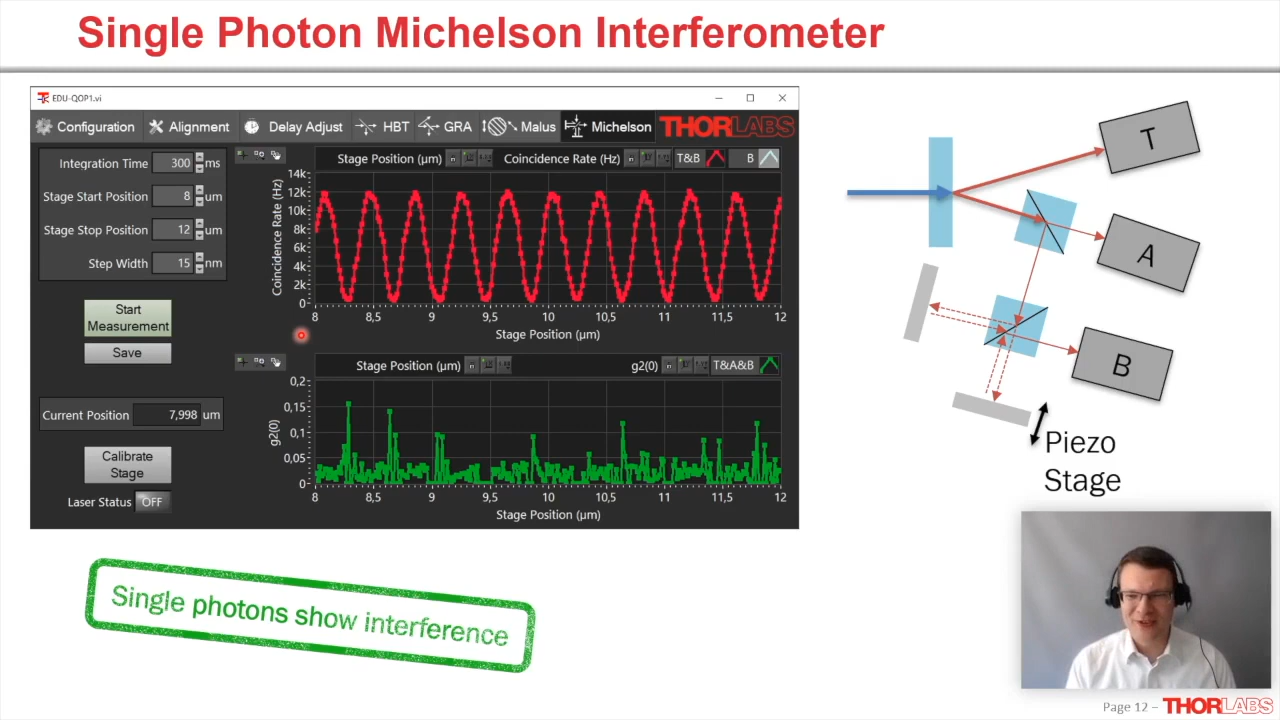 Single Photon Michelson Interferometer
EDU-QOP1.vi
Configuration Alignment Delay Adjust HBT GRA Malus Michelson THORLABS
Integration Time 300 ms
Stage Start Position 8 um
Stage Stop Position 12 um
Step Width 15 nm
Start
Measurement
Save
Current Position 7,998 um
Calibrate
Stage
Laser Status OFF
Stage Position (µm) Coincidence Rate (Hz) T&B B
Coincidence Rate (Hz)
14k
12k
10k
8k
6k
4k
2k
0
8 8,5 9 9,5 10 10,5 11 11,5 12
Stage Position (µm)
Stage Position (µm) g2(0) T&A&B
g2(0)
0,2
0,15
0,1
0,05
0
8 8,5 9 9,5 10 10,5 11 11,5 12
Stage Position (µm)
T
A
B
Piezo
Stage
Single photons show interference
Page 12 – THORLABS